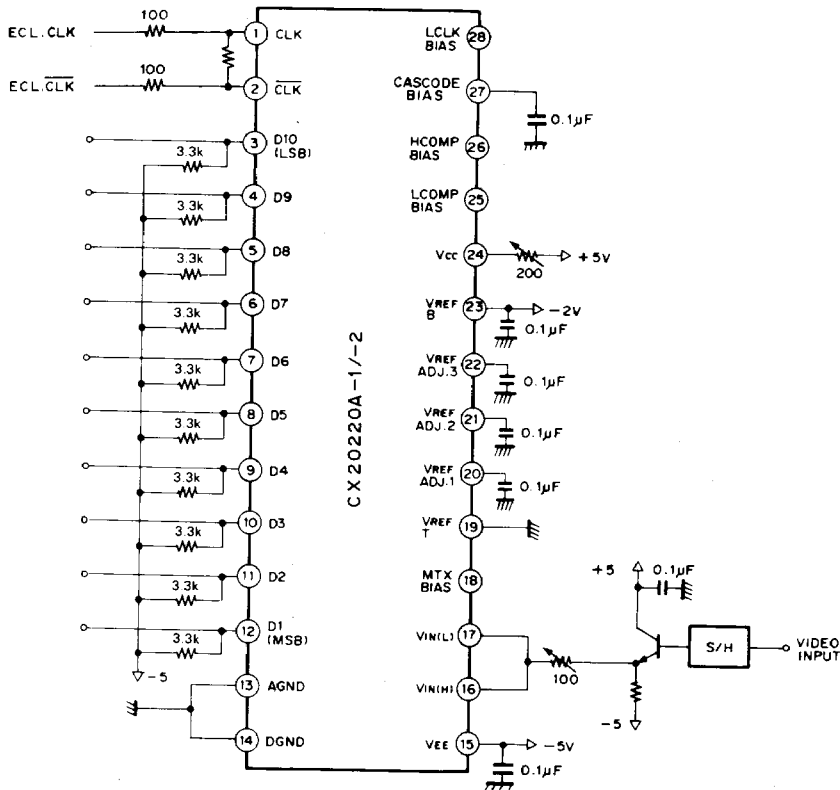 100
ECL.CLK
1
CLK
100
ECL.CLK
2
CLK
3
D10
(LSB)
3.3k
4
D9
3.3k
5
D8
3.3k
6
D7
3.3k
7
D6
3.3k
8
D5
3.3k
9
D4
3.3k
10
D3
3.3k
11
D2
3.3k
12
D1
(MSB)
3.3k
-5
13
AGND
14
DGND
CX20220A-1/-2
LCLK
BIAS
28
CASCODE
BIAS
27
0.1μF
HCOMP
BIAS
26
LCOMP
BIAS
25
Vcc
24
200
+5V
VREF
B
23
-2V
0.1μF
VREF
ADJ.3
22
0.1μF
VREF
ADJ.2
21
0.1μF
VREF
ADJ.1
20
0.1μF
VREF
T
19
MTX
BIAS
18
VIN(L)
17
VIN(H)
16
100
+5
0.1μF
S/H
VIDEO
INPUT
-5
VEE
15
-5V
0.1μF